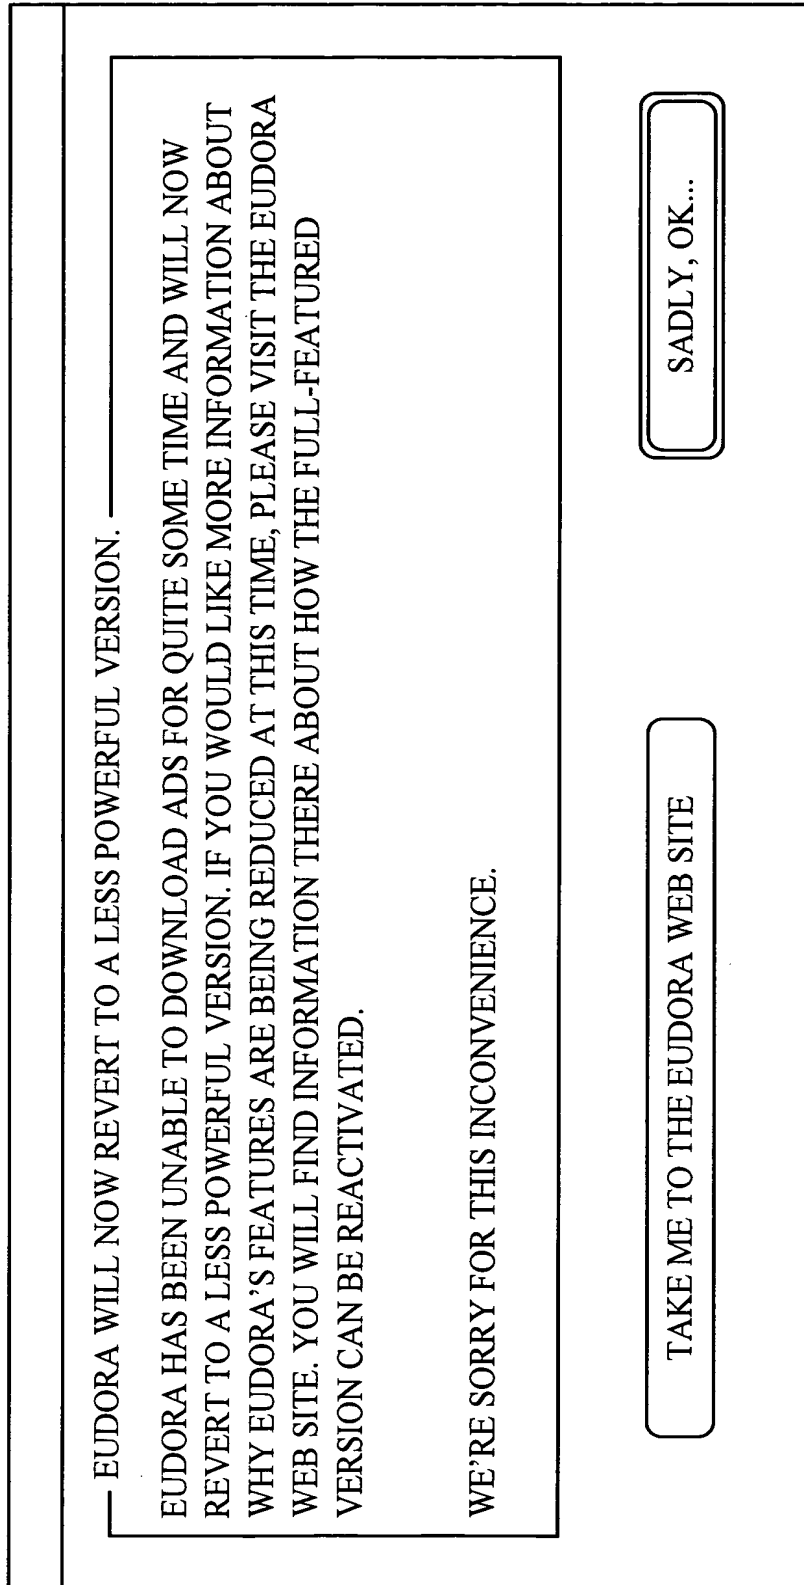 EUDORA WILL NOW REVERT TO A LESS POWERFUL VERSION.
EUDORA HAS BEEN UNABLE TO DOWNLOAD ADS FOR QUITE SOME TIME AND WILL NOW
REVERT TO A LESS POWERFUL VERSION. IF YOU WOULD LIKE MORE INFORMATION ABOUT
WHY EUDORA'S FEATURES ARE BEING REDUCED AT THIS TIME, PLEASE VISIT THE EUDORA
WEB SITE. YOU WILL FIND INFORMATION THERE ABOUT HOW THE FULL-FEATURED
VERSION CAN BE REACTIVATED.
WE'RE SORRY FOR THIS INCONVENIENCE.
TAKE ME TO THE EUDORA WEB SITE
SADLY, OK...